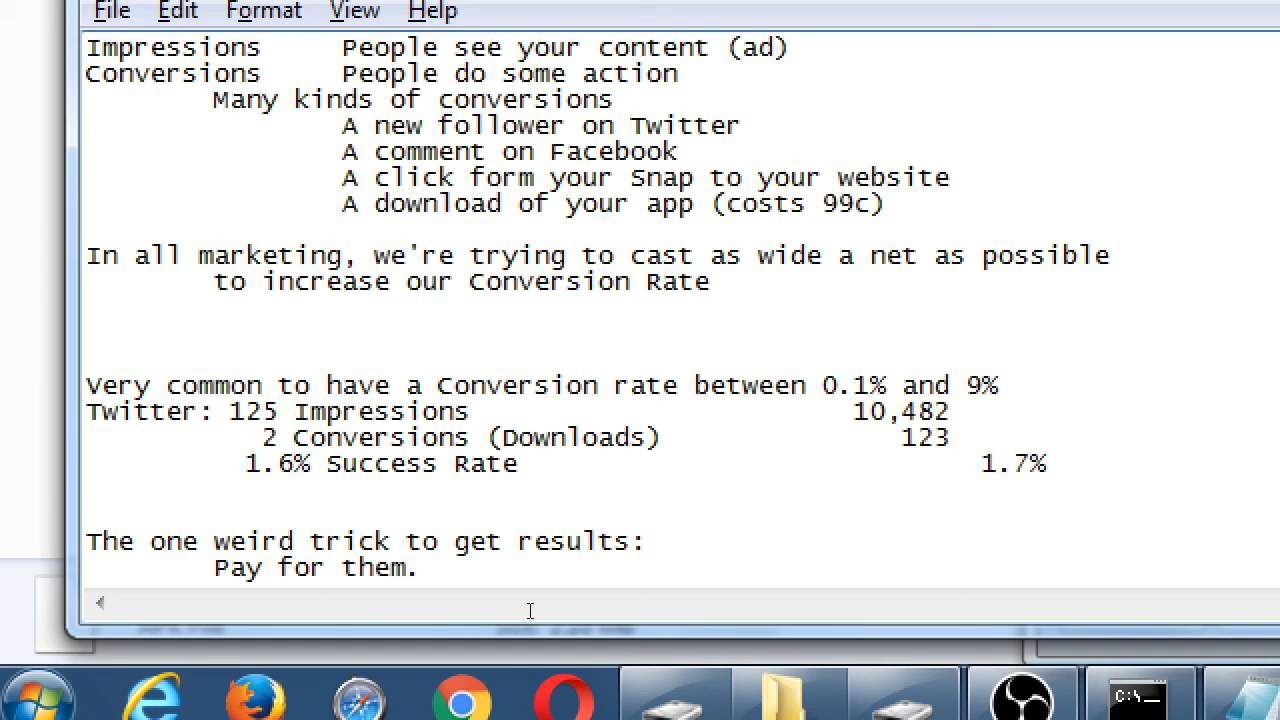 File Edit Format View Help
Impressions People see your content (ad)
Conversions People do some action
Many kinds of conversions
A new follower on Twitter
A comment on Facebook
A click form your Snap to your website
A download of your app (costs 99c)
In all marketing, we're trying to cast as wide a net as possible
to increase our Conversion Rate
Very common to have a Conversion rate between 0.1% and 9%
Twitter: 125 Impressions 10,482
2 Conversions (Downloads) 123
1.6% Success Rate 1.7%
The one weird trick to get results:
Pay for them.
C:\_